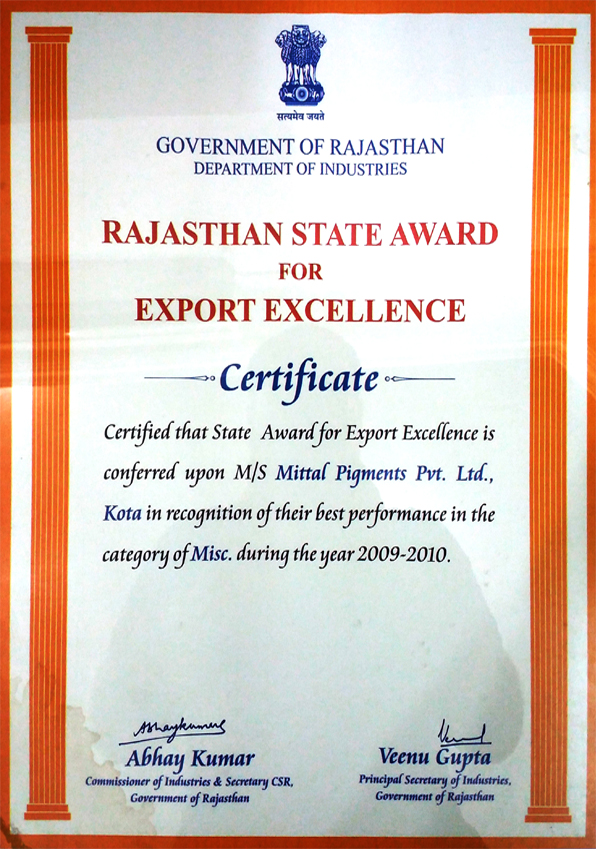 सत्यमेव जयते
GOVERNMENT OF RAJASTHAN
DEPARTMENT OF INDUSTRIES
RAJASTHAN STATE AWARD
FOR
EXPORT EXCELLENCE
Certificate
Certified that State Award for Export Excellence is
conferred upon M/S Mittal Pigments Pvt. Ltd.,
Kota in recognition of their best performance in the
category of Misc. during the year 2009-2010.
Abhaykumar
Abhay Kumar
Commissioner of Industries & Secretary CSR,
Government of Rajasthan
Veenu Gupta
Principal Secretary of Industries,
Government of Rajasthan